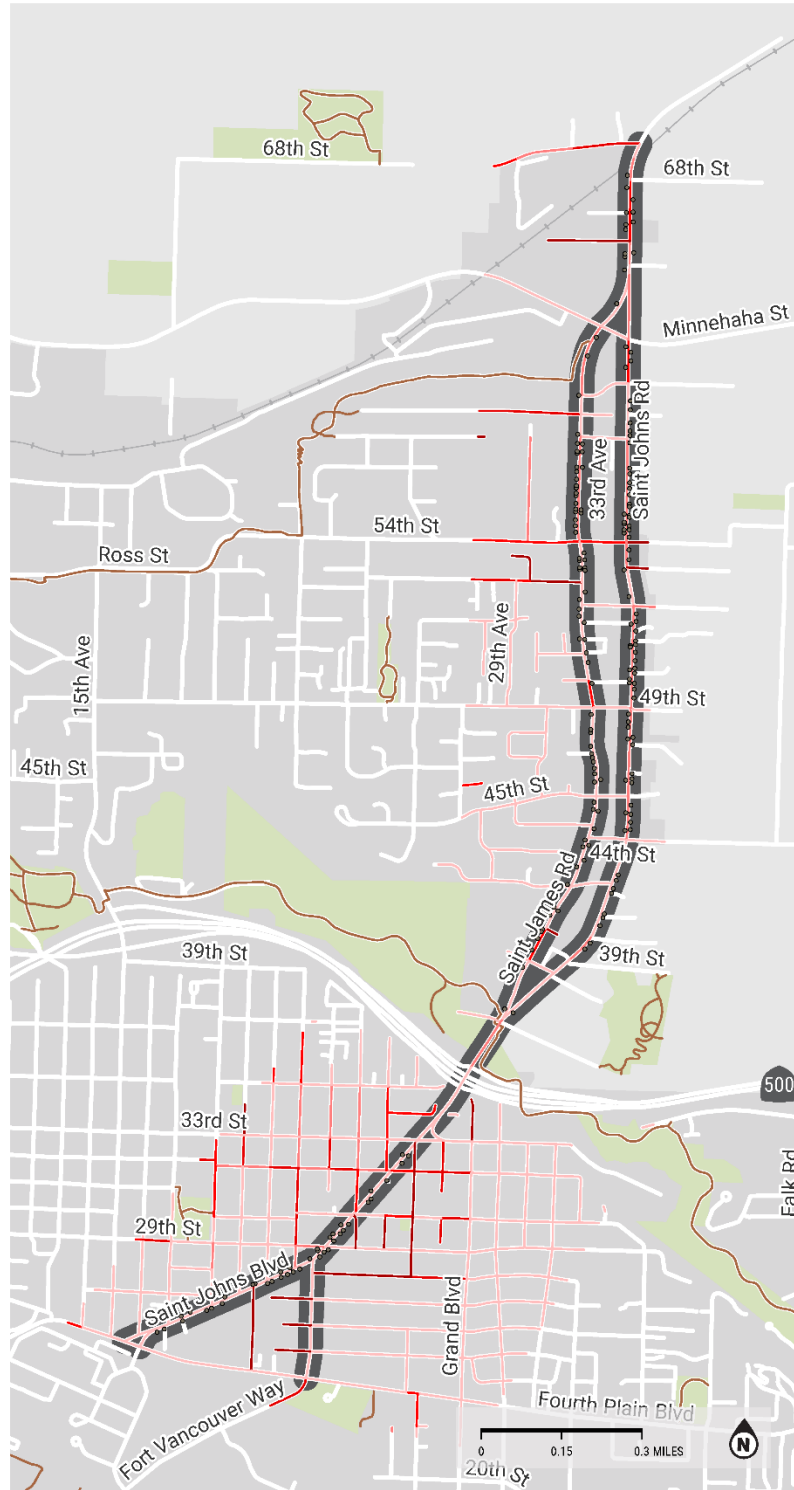 68th St
68th St
Minnehaha St
Saint Johns Rd
33rd Ave
54th St
Ross St
29th Ave
15th Ave
49th St
45th St
45th St
44th St
Saint James Rd
39th St
39th St
500
33rd St
Falk Rd
29th St
Saint Johns Blvd
Grand Blvd
Fort Vancouver Way
Fourth Plain Blvd
0 0.15 0.3 MILES
N
20th St